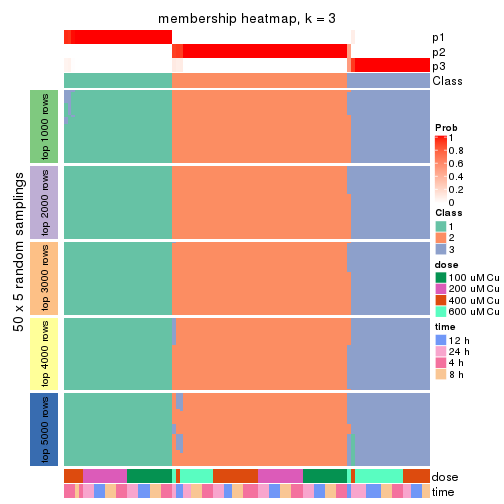 membership heatmap, k = 3
p1
p2
p3
Class
50 x 5 random samplings
top 1000 rows
top 2000 rows
top 3000 rows
top 4000 rows
top 5000 rows
Prob
1
0.8
0.6
0.4
0.2
0
Class
1
2
3
dose
100 uM Cu
200 uM Cu
400 uM Cu
600 uM Cu
time
12 h
24 h
4 h
8 h
dose
time